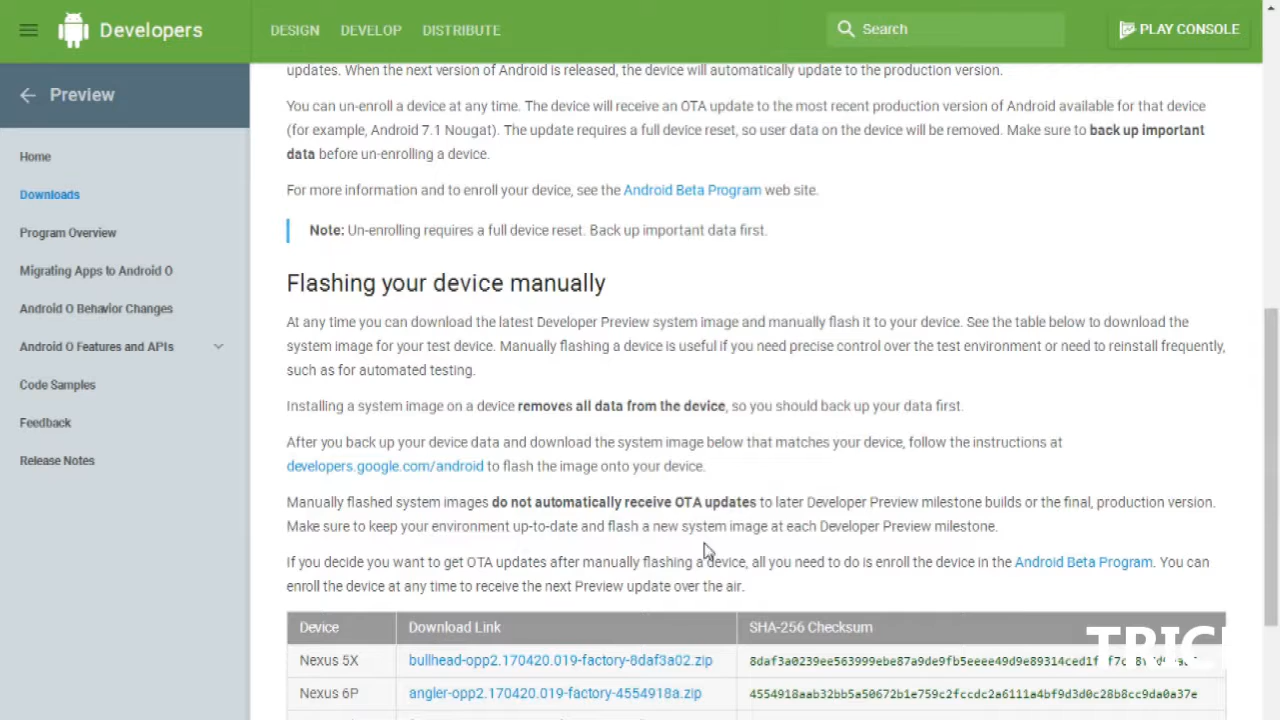 Developers
DESIGN
DEVELOP
DISTRIBUTE
Search
PLAY CONSOLE
Preview
Home
Downloads
Program Overview
Migrating Apps to Android O
Android O Behavior Changes
Android O Features and APIs
Code Samples
Feedback
Release Notes
updates. When the next version of Android is released, the device will automatically update to the production version.
You can un-enroll a device at any time. The device will receive an OTA update to the most recent production version of Android available for that device
(for example, Android 7.1 Nougat). The update requires a full device reset, so user data on the device will be removed. Make sure to back up important
data before un-enrolling a device.
For more information and to enroll your device, see the Android Beta Program web site.
Note: Un-enrolling requires a full device reset. Back up important data first.
Flashing your device manually
At any time you can download the latest Developer Preview system image and manually flash it to your device. See the table below to download the
system image for your test device. Manually flashing a device is useful if you need precise control over the test environment or need to reinstall frequently,
such as for automated testing.
Installing a system image on a device removes all data from the device, so you should back up your data first.
After you back up your device data and download the system image below that matches your device, follow the instructions at
developers.google.com/android to flash the image onto your device.
Manually flashed system images do not automatically receive OTA updates to later Developer Preview milestone builds or the final, production version.
Make sure to keep your environment up-to-date and flash a new system image at each Developer Preview milestone.
If you decide you want to get OTA updates after manually flashing a device, all you need to do is enroll the device in the Android Beta Program. You can
enroll the device at any time to receive the next Preview update over the air.
Device Download Link SHA-256 Checksum
Nexus 5X bullhead-opp2.170420.019-factory-8daf3a02.zip
Nexus 6P angler-opp2.170420.019-factory-4554918a.zip 4554918aab32bb5a50672b1e759c2fccdc2a6111a4bf9d3d0c28b8cc9da0a37e